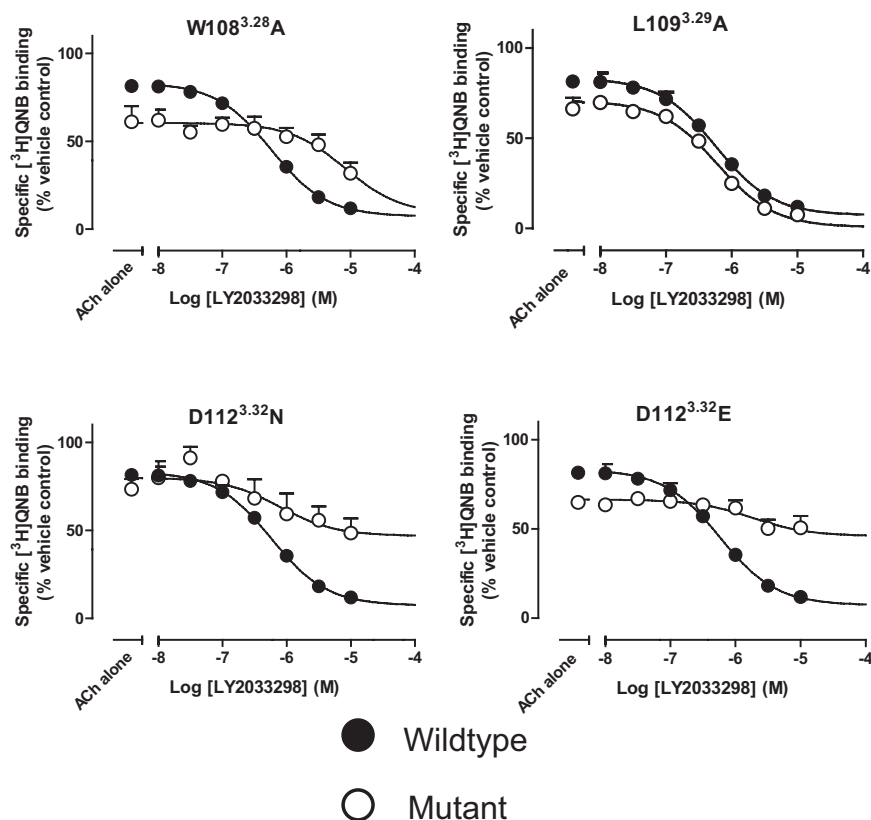 W108^3.28A
Specific [³H]QNB binding
(% vehicle control)
100
50
0
ACh alone
-8 -7 -6 -5 -4
Log [LY2033298] (M)
L109^3.29A
Specific [³H]QNB binding
(% vehicle control)
100
50
0
ACh alone
-8 -7 -6 -5 -4
Log [LY2033298] (M)
D112^3.32N
Specific [³H]QNB binding
(% vehicle control)
100
50
0
ACh alone
-8 -7 -6 -5 -4
Log [LY2033298] (M)
D112^3.32E
Specific [³H]QNB binding
(% vehicle control)
100
50
0
ACh alone
-8 -7 -6 -5 -4
Log [LY2033298] (M)
Wildtype
Mutant